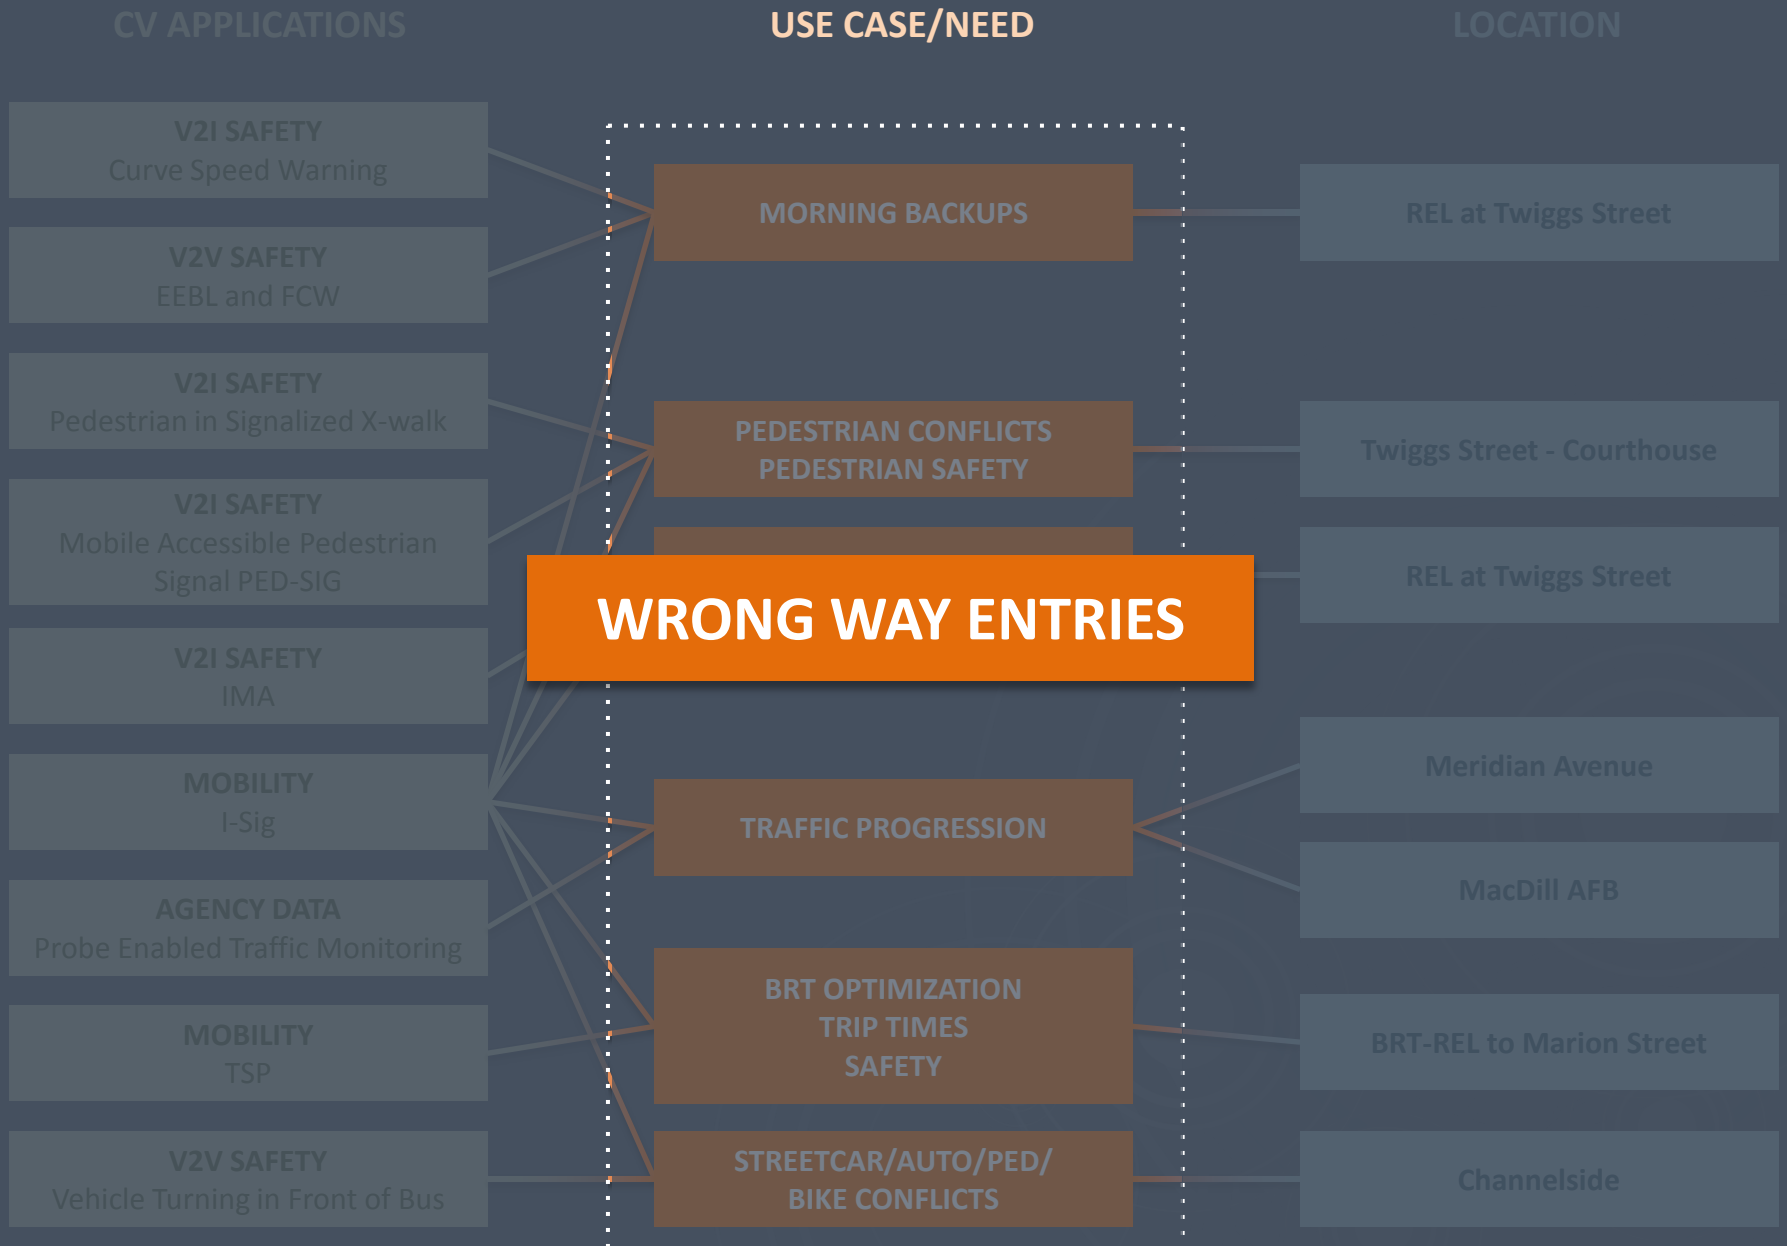 CV APPLICATIONS
USE CASE/NEED
LOCATION
V2I SAFETY
Curve Speed Warning
V2V SAFETY
EEBL and FCW
V2I SAFETY
Pedestrian in Signalized X-walk
V2I SAFETY
Mobile Accessible Pedestrian
Signal PED-SIG
V2I SAFETY
IMA
MOBILITY
I-Sig
AGENCY DATA
Probe Enabled Traffic Monitoring
MOBILITY
TSP
V2V SAFETY
Vehicle Turning in Front of Bus
MORNING BACKUPS
PEDESTRIAN CONFLICTS
PEDESTRIAN SAFETY
WRONG WAY ENTRIES
TRAFFIC PROGRESSION
BRT OPTIMIZATION
TRIP TIMES
SAFETY
STREETCAR/AUTO/PED/
BIKE CONFLICTS
REL at Twiggs Street
Twiggs Street - Courthouse
REL at Twiggs Street
Meridian Avenue
MacDill AFB
BRT-REL to Marion Street
Channelside